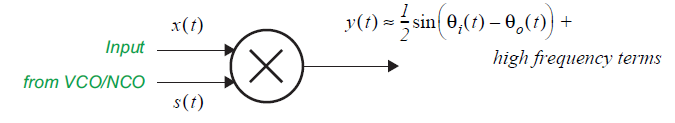 x(t)
Input
from VCO/NCO
s(t)
y(t) ≈ 1/2 sin(θi(t) – θo(t)) +
high frequency terms